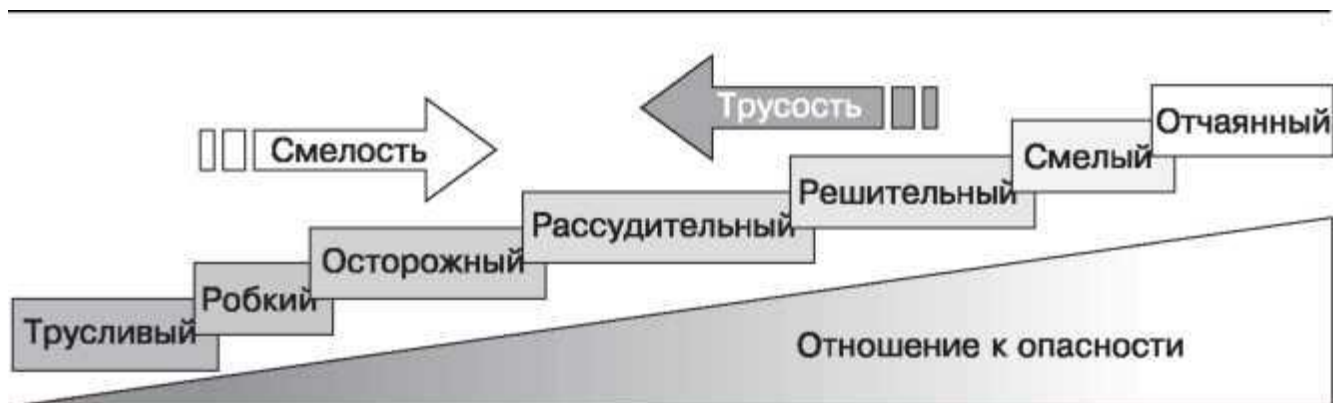 Смелость
Трусость
Трусливый
Робкий
Осторожный
Рассудительный
Решительный
Смелый
Отчаянный
Отношение к опасности